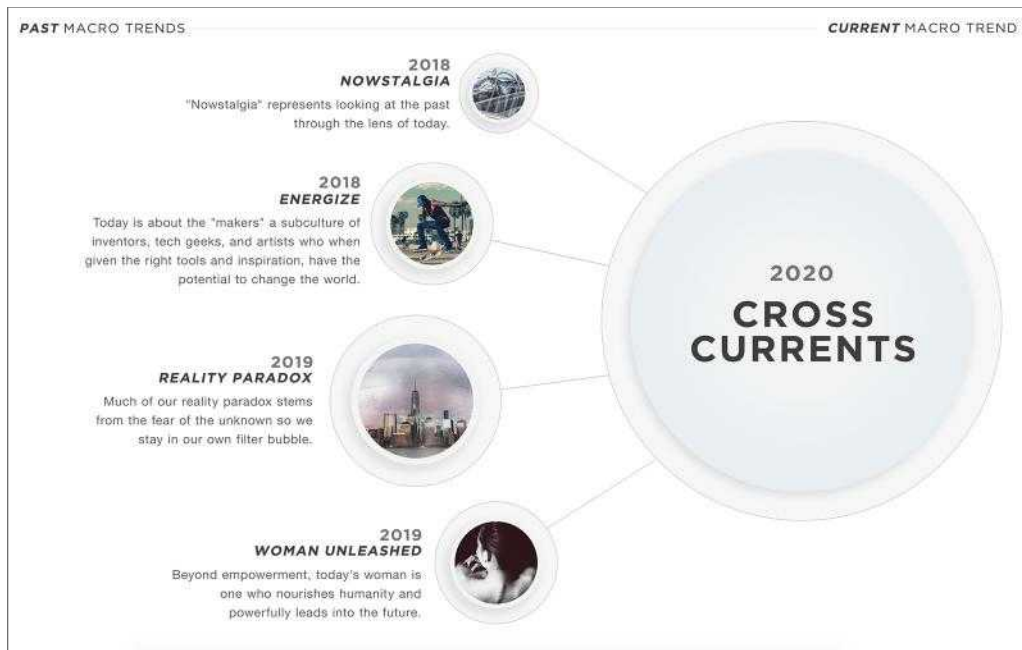 PAST MACRO TRENDS
CURRENT MACRO TREND
2018
NOWSTALGIA
"Nowstalgia" represents looking at the past
through the lens of today.
2018
ENERGIZE
Today is about the "makers" a subculture of
inventors, tech geeks, and artists who when
given the right tools and inspiration, have the
potential to change the world.
2019
REALITY PARADOX
Much of our reality paradox stems
from the fear of the unknown so we
stay in our own filter bubble.
2019
WOMAN UNLEASHED
Beyond empowerment, today's woman is
one who nourishes humanity and
powerfully leads into the future.
2020
CROSS
CURRENTS